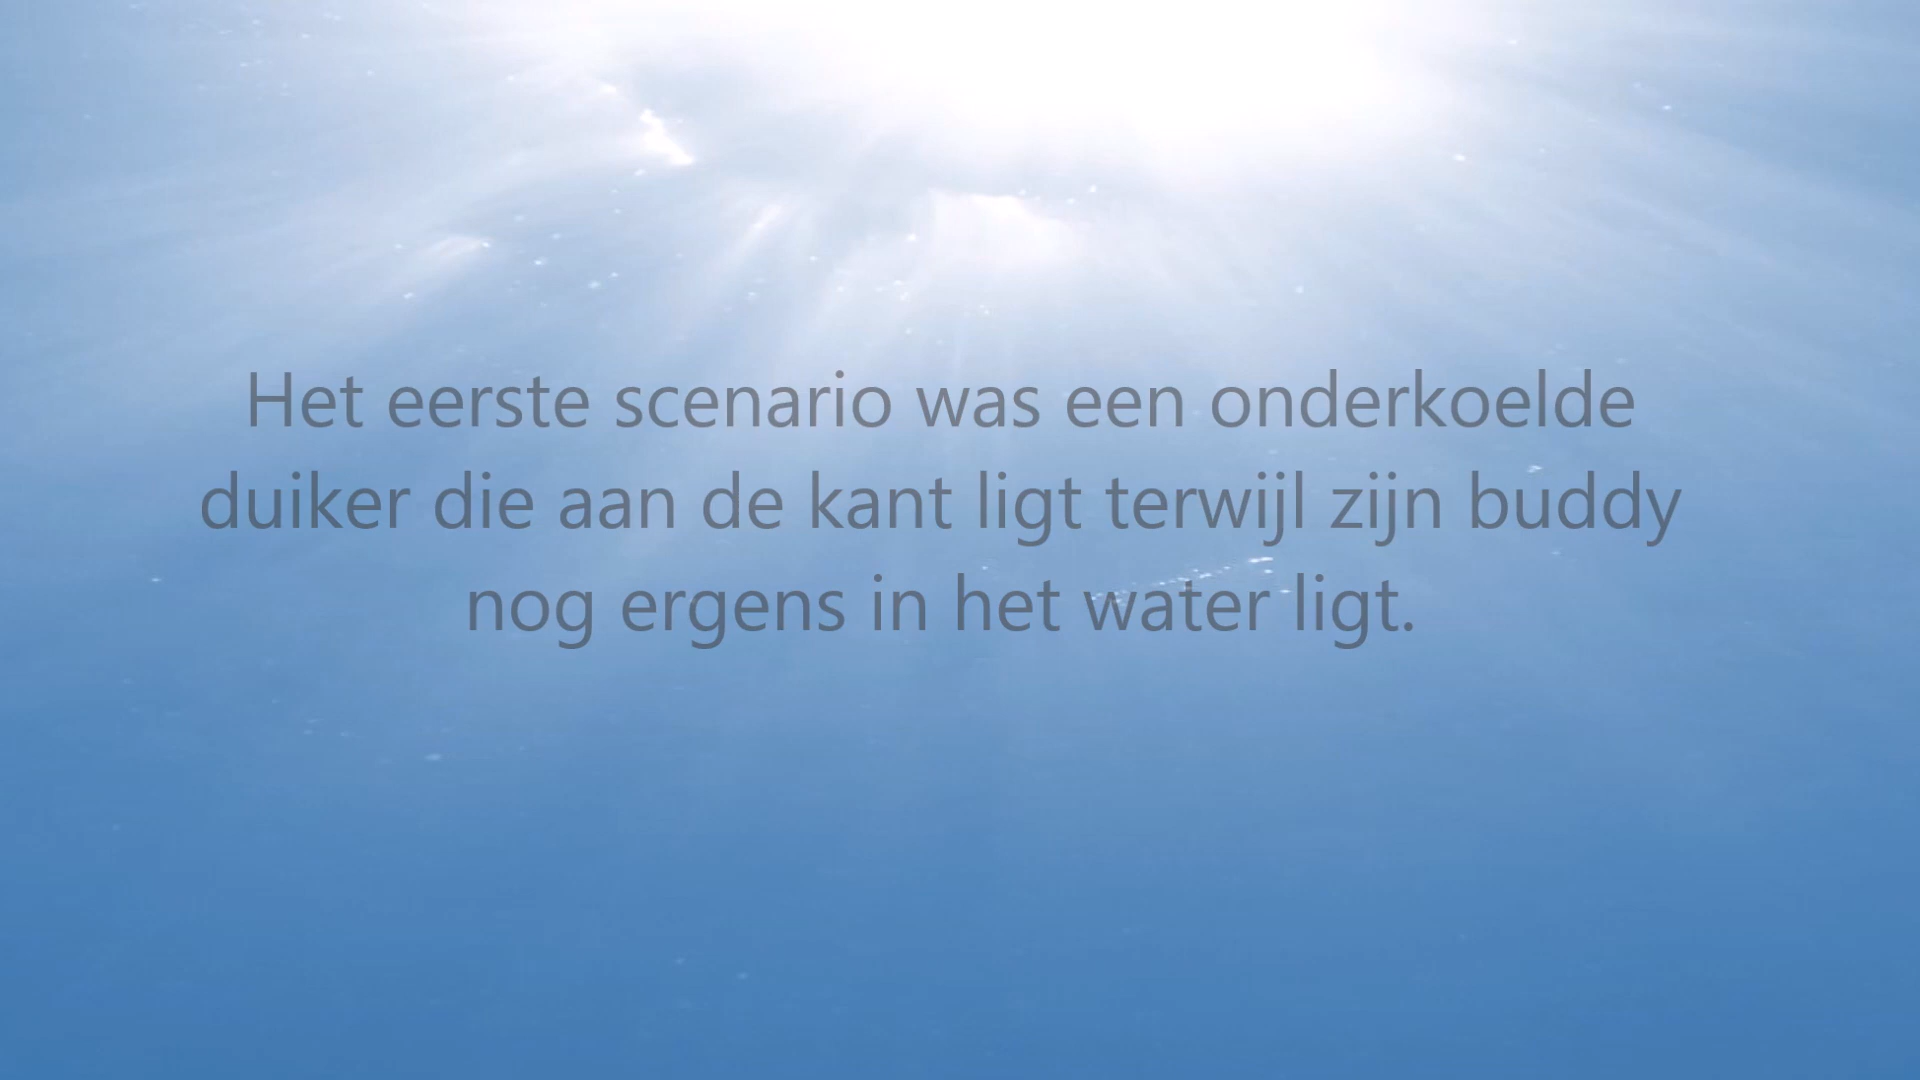 Het eerste scenario was een onderkoelde
duiker die aan de kant ligt terwijl zijn buddy
nog ergens in het water ligt.